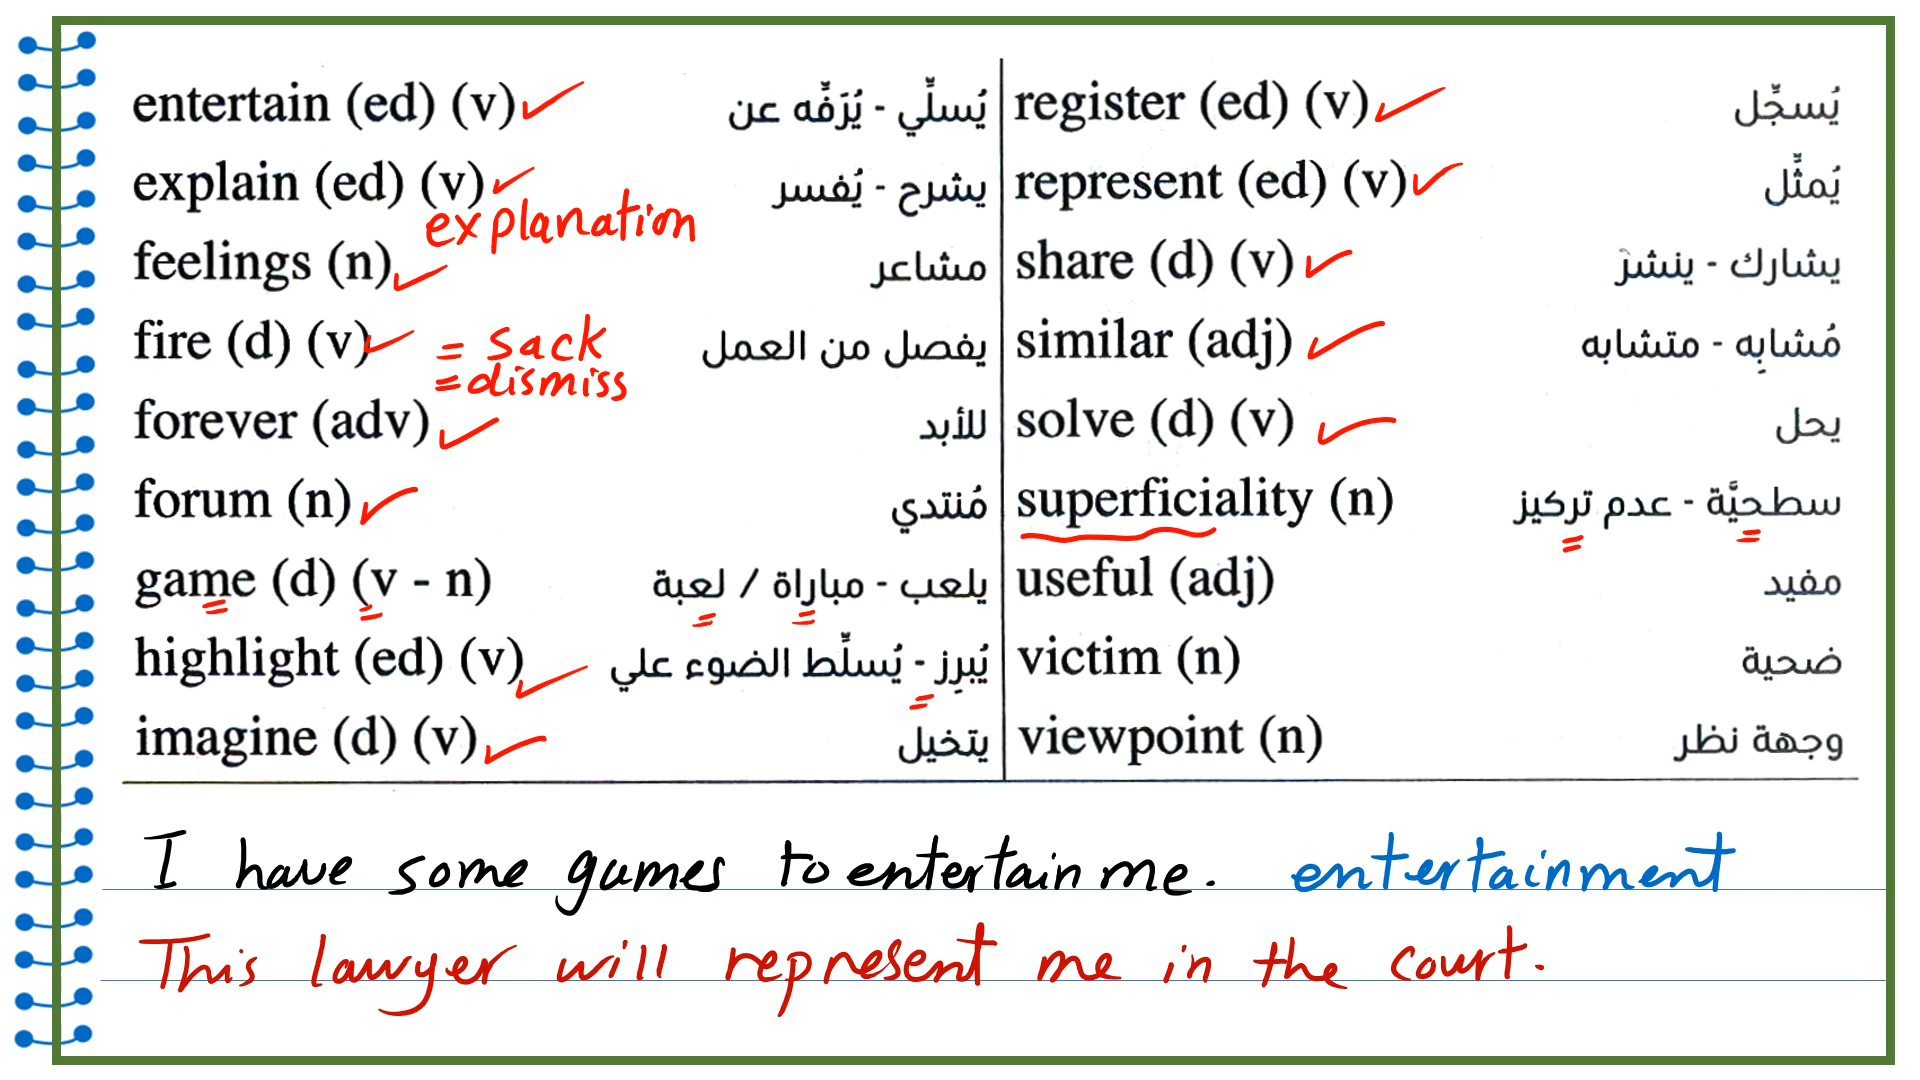 entertain (ed) (v) يُسلِّي - يُرَفِّه عن
explain (ed) (v) يشرح - يُفسر
explanation
feelings (n) مشاعر
fire (d) (v) = sack يفصل من العمل
= dismiss
forever (adv) للأبد
forum (n) مُنتدي
game (d) (v - n) يلعب - مباراة / لعبة
highlight (ed) (v) يُبرِز - يُسلِّط الضوء علي
imagine (d) (v) يتخيل
register (ed) (v) يُسجِّل
represent (ed) (v) يُمثِّل
share (d) (v) يشارك - ينشر
similar (adj) مُشابِه - متشابه
solve (d) (v) يحل
superficiality (n) سطحيَّة - عدم تركيز
useful (adj) مفيد
victim (n) ضحية
viewpoint (n) وجهة نظر
I have some games to entertain me. entertainment
This lawyer will represent me in the court.